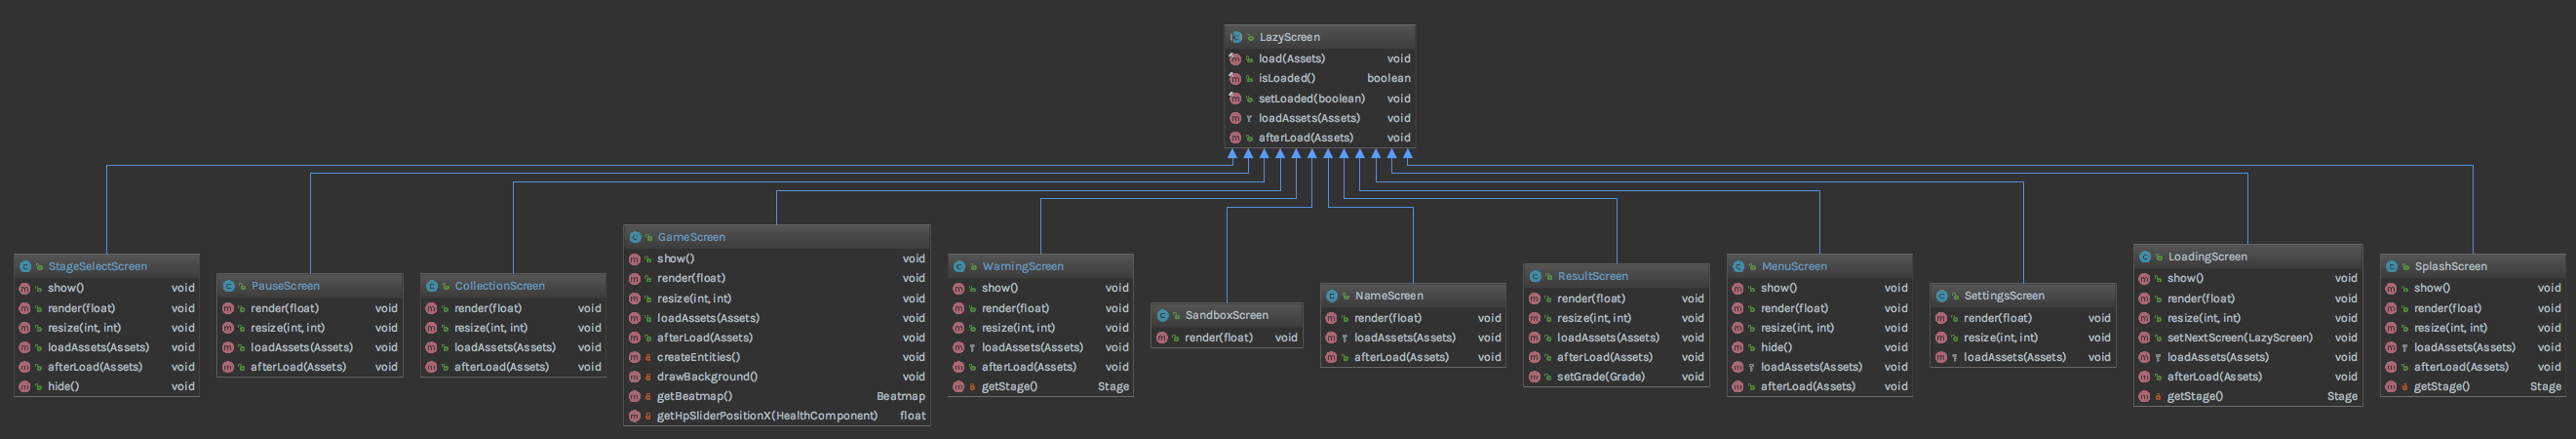 LazyScreen
load(Assets) void
isLoaded() boolean
setLoaded(boolean) void
loadAssets(Assets) void
afterLoad(Assets) void
StageSelectScreen
show() void
render(float) void
resize(int, int) void
loadAssets(Assets) void
afterLoad(Assets) void
hide() void
PauseScreen
render(float) void
resize(int, int) void
loadAssets(Assets) void
afterLoad(Assets) void
CollectionScreen
render(float) void
resize(int, int) void
loadAssets(Assets) void
afterLoad(Assets) void
GameScreen
show() void
render(float) void
resize(int, int) void
loadAssets(Assets) void
afterLoad(Assets) void
createEntities() void
drawBackground() void
getBeatmap() Beatmap
getHpSliderPositionX(HealthComponent) float
WarningScreen
show() void
render(float) void
resize(int, int) void
loadAssets(Assets) void
afterLoad(Assets) void
getStage() Stage
SandboxScreen
render(float) void
NameScreen
render(float) void
loadAssets(Assets) void
afterLoad(Assets) void
ResultScreen
render(float) void
resize(int, int) void
loadAssets(Assets) void
afterLoad(Assets) void
setGrade(Grade) void
MenuScreen
show() void
render(float) void
resize(int, int) void
hide() void
loadAssets(Assets) void
afterLoad(Assets) void
SettingsScreen
render(float) void
resize(int, int) void
loadAssets(Assets) void
LoadingScreen
show() void
render(float) void
resize(int, int) void
setNextScreen(LazyScreen) void
loadAssets(Assets) void
afterLoad(Assets) void
getStage() Stage
SplashScreen
show() void
render(float) void
resize(int, int) void
loadAssets(Assets) void
afterLoad(Assets) void
getStage() Stage